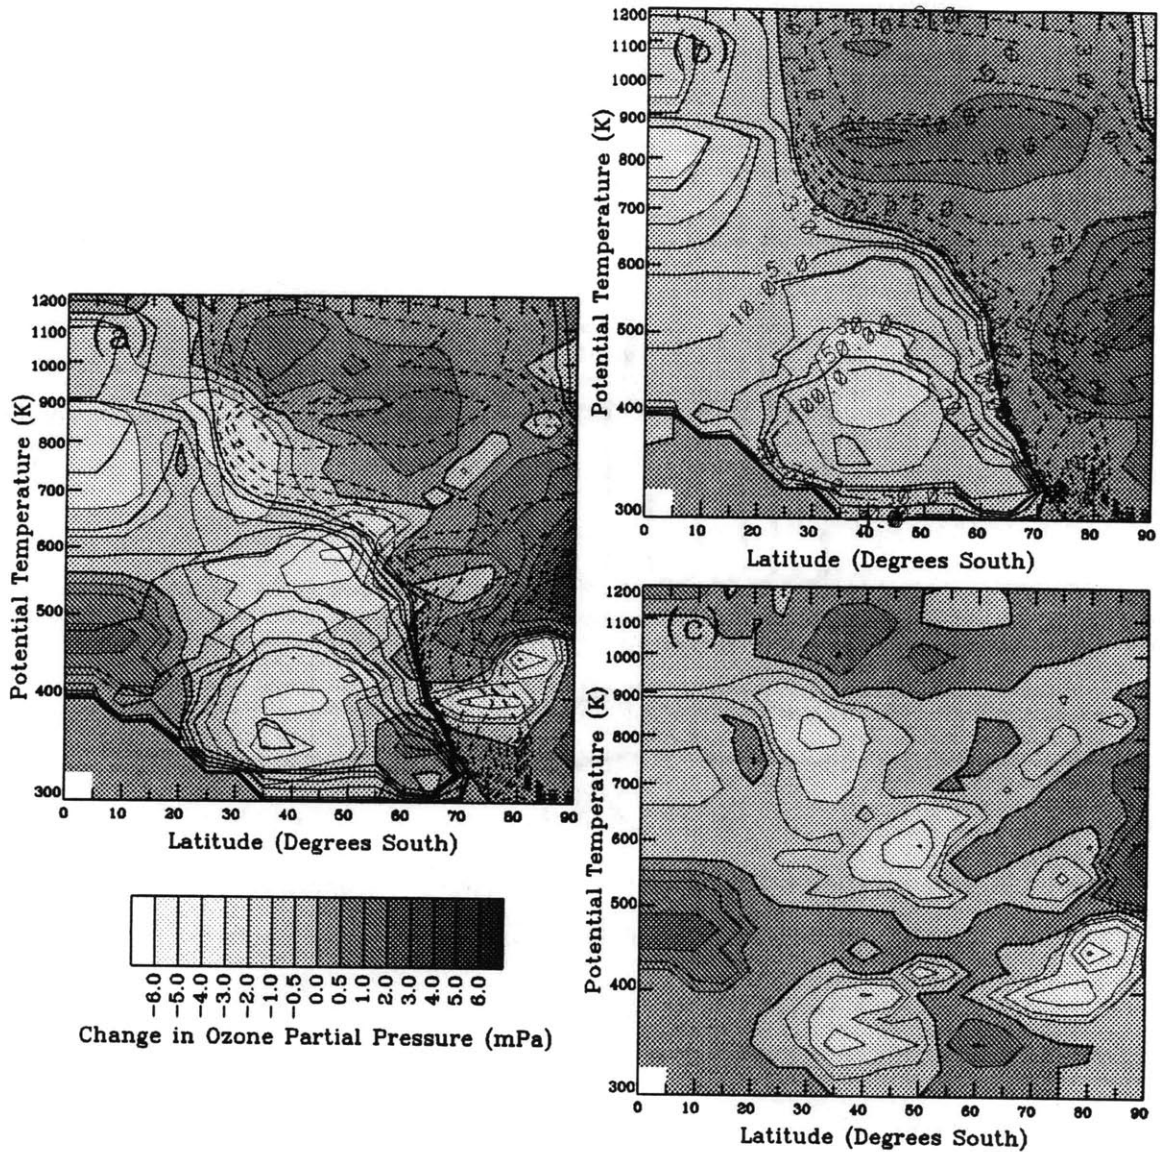 1200
1100
1000
900
800
700
600
500
400
300
Potential Temperature (K)
(b)
0 10 20 30 40 50 60 70 80 90
Latitude (Degrees South)
1200
1100
1000
900
800
700
600
500
400
300
Potential Temperature (K)
(a)
0 10 20 30 40 50 60 70 80 90
Latitude (Degrees South)
1200
1100
1000
900
800
700
600
500
400
300
Potential Temperature (K)
(c)
0 10 20 30 40 50 60 70 80 90
Latitude (Degrees South)
-6.0 -5.0 -4.0 -3.0 -2.0 -1.0 -0.5 0.0 0.5 1.0 2.0 3.0 4.0 5.0 6.0
Change in Ozone Partial Pressure (mPa)